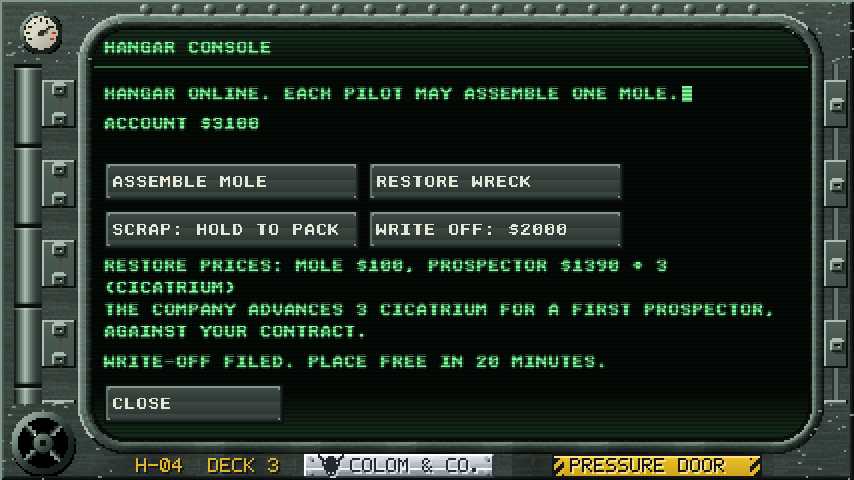 HANGAR CONSOLE
HANGAR ONLINE. EACH PILOT MAY ASSEMBLE ONE MOLE.
ACCOUNT $3100
ASSEMBLE MOLE
RESTORE WRECK
SCRAP: HOLD TO PACK
WRITE OFF: $2000
RESTORE PRICES: MOLE $100, PROSPECTOR $1390 + 3
(CICATRIUM)
THE COMPANY ADVANCES 3 CICATRIUM FOR A FIRST PROSPECTOR,
AGAINST YOUR CONTRACT.
WRITE-OFF FILED. PLACE FREE IN 20 MINUTES.
CLOSE
H-04 DECK 3
COLOM & CO.
PRESSURE DOOR